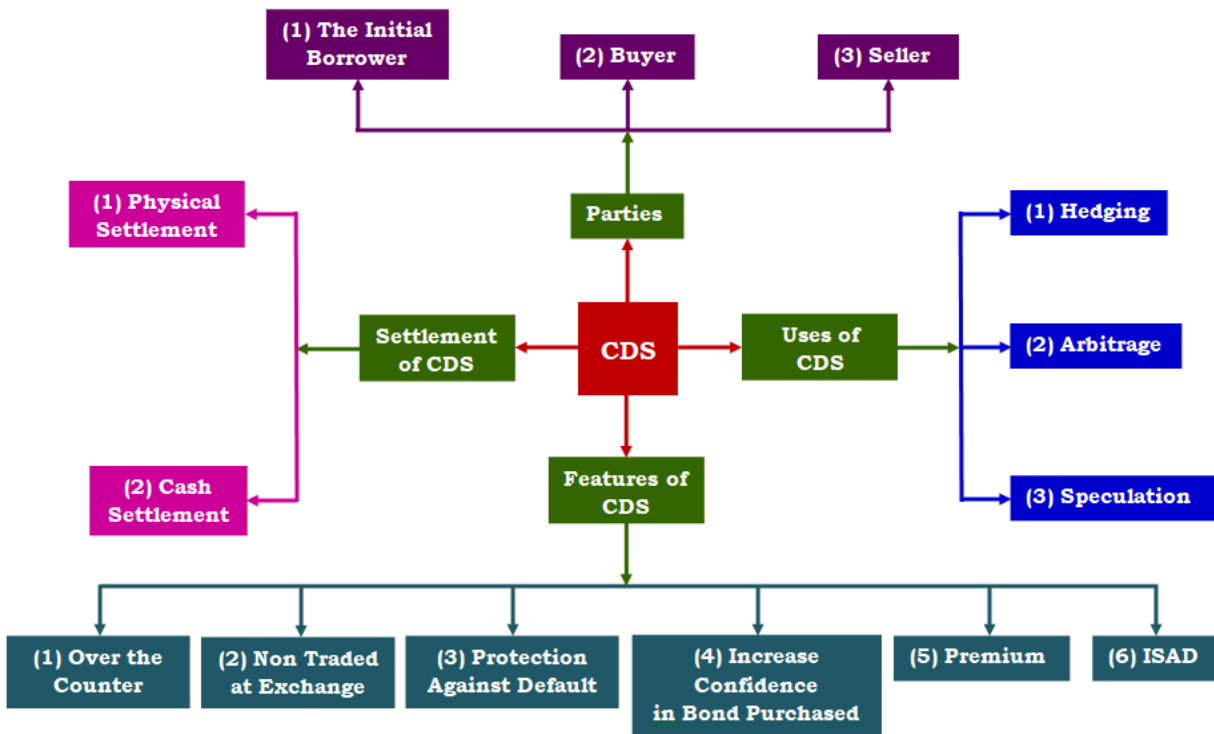 (1) The Initial
Borrower
(2) Buyer
(3) Seller
Parties
(1) Physical
Settlement
(2) Cash
Settlement
Settlement
of CDS
CDS
Uses of
CDS
(1) Hedging
(2) Arbitrage
(3) Speculation
Features of
CDS
(1) Over the
Counter
(2) Non Traded
at Exchange
(3) Protection
Against Default
(4) Increase
Confidence
in Bond Purchased
(5) Premium
(6) ISAD